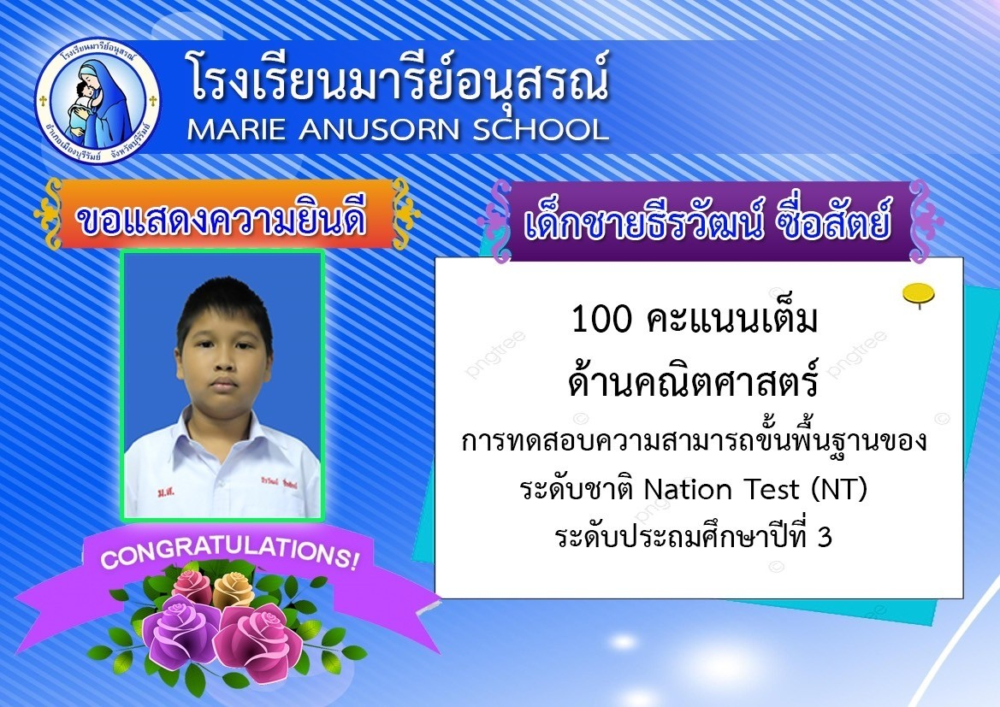 โรงเรียนมารีย์อนุสรณ์
อำเภอเมืองบุรีรัมย์ จังหวัดบุรีรัมย์
โรงเรียนมารีย์อนุสรณ์
MARIE ANUSORN SCHOOL
ขอแสดงความยินดี
เด็กชายธีรวัฒน์ ซื่อสัตย์
100 คะแนนเต็ม
ด้านคณิตศาสตร์
การทดสอบความสามารถขั้นพื้นฐานของ
ระดับชาติ Nation Test (NT)
ระดับประถมศึกษาปีที่ 3
ม.ส.
ธีรวัฒน์ ซื่อสัตย์
CONGRATULATIONS!
pngtree
pngtree
pngtree
pngtree